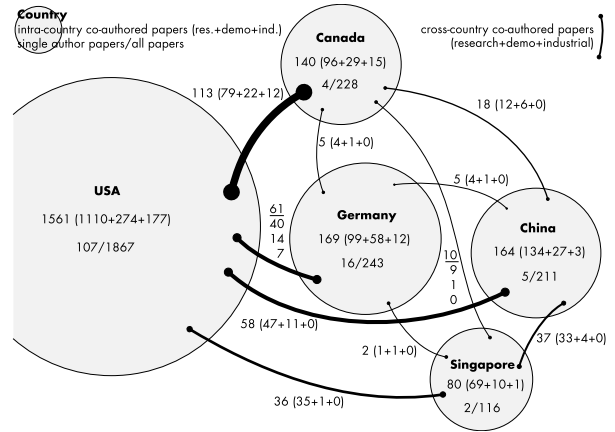 Country
intra-country co-authored papers (res.+demo+ind.)
single author papers/all papers
cross-country co-authored papers
(research+demo+industrial)
Canada
140 (96+29+15)
4/228
113 (79+22+12)
18 (12+6+0)
5 (4+1+0)
5 (4+1+0)
USA
1561 (1110+274+177)
107/1867
61
40
14
7
Germany
169 (99+58+12)
16/243
10
9
1
0
China
164 (134+27+3)
5/211
58 (47+11+0)
2 (1+1+0)
37 (33+4+0)
Singapore
80 (69+10+1)
2/116
36 (35+1+0)